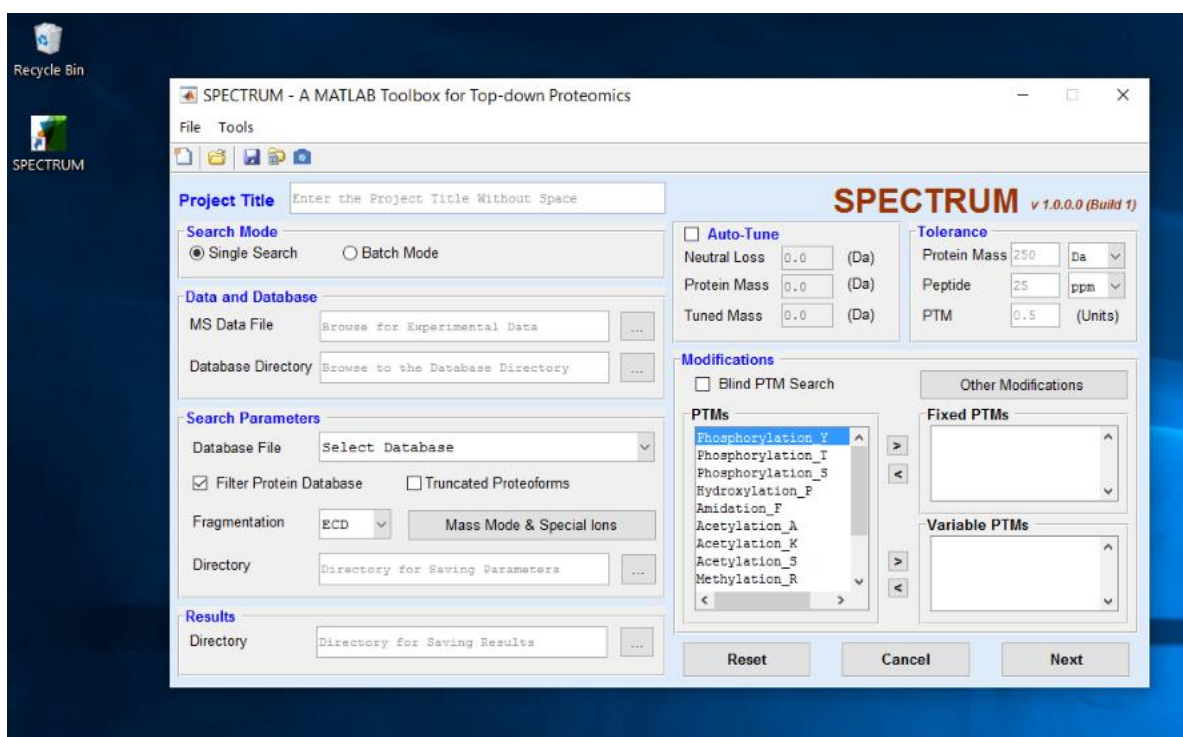 Recycle Bin
SPECTRUM
SPECTRUM - A MATLAB Toolbox for Top-down Proteomics
File Tools
Project Title Enter the Project Title Without Space
SPECTRUM v 1.0.0.0 (Build 1)
Search Mode
Single Search Batch Mode
Data and Database
MS Data File Browse for Experimental Data ...
Database Directory Browse to the Database Directory ...
Search Parameters
Database File Select Database
Filter Protein Database Truncated Proteoforms
Fragmentation ECD Mass Mode & Special Ions
Directory Directory for Saving Parameters ...
Results
Directory Directory for Saving Results ...
Auto-Tune
Neutral Loss 0.0 (Da)
Protein Mass 0.0 (Da)
Tuned Mass 0.0 (Da)
Tolerance
Protein Mass 250 Da
Peptide 25 ppm
PTM 0.5 (Units)
Modifications
Blind PTM Search Other Modifications
PTMs
Phosphorylation_Y
Phosphorylation_T
Phosphorylation_S
Hydroxylation_P
Amidation_F
Acetylation_A
Acetylation_K
Acetylation_S
Methylation_R
>
<
>
<
Fixed PTMs
Variable PTMs
Reset Cancel Next